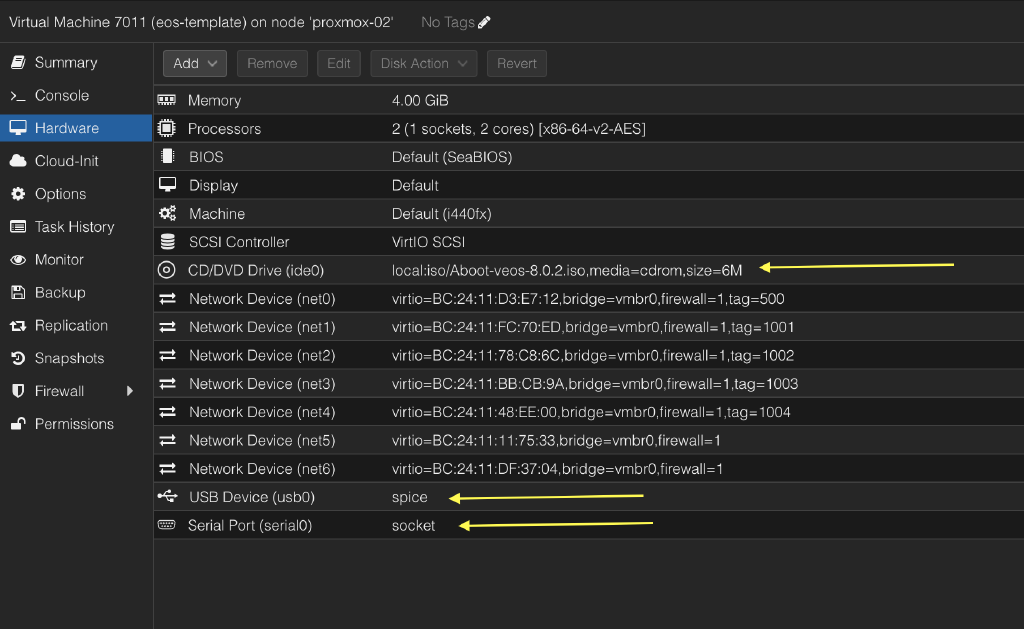 Virtual Machine 7011 (eos-template) on node 'proxmox-02' No Tags
Summary
Console
Hardware
Cloud-Init
Options
Task History
Monitor
Backup
Replication
Snapshots
Firewall
Permissions
Add Remove Edit Disk Action Revert
Memory 4.00 GiB
Processors 2 (1 sockets, 2 cores) [x86-64-v2-AES]
BIOS Default (SeaBIOS)
Display Default
Machine Default (i440fx)
SCSI Controller VirtIO SCSI
CD/DVD Drive (ide0) local:iso/Aboot-veos-8.0.2.iso,media=cdrom,size=6M
Network Device (net0) virtio=BC:24:11:D3:E7:12,bridge=vmbr0,firewall=1,tag=500
Network Device (net1) virtio=BC:24:11:FC:70:ED,bridge=vmbr0,firewall=1,tag=1001
Network Device (net2) virtio=BC:24:11:78:C8:6C,bridge=vmbr0,firewall=1,tag=1002
Network Device (net3) virtio=BC:24:11:BB:CB:9A,bridge=vmbr0,firewall=1,tag=1003
Network Device (net4) virtio=BC:24:11:48:EE:00,bridge=vmbr0,firewall=1,tag=1004
Network Device (net5) virtio=BC:24:11:11:75:33,bridge=vmbr0,firewall=1
Network Device (net6) virtio=BC:24:11:DF:37:04,bridge=vmbr0,firewall=1
USB Device (usb0) spice
Serial Port (serial0) socket